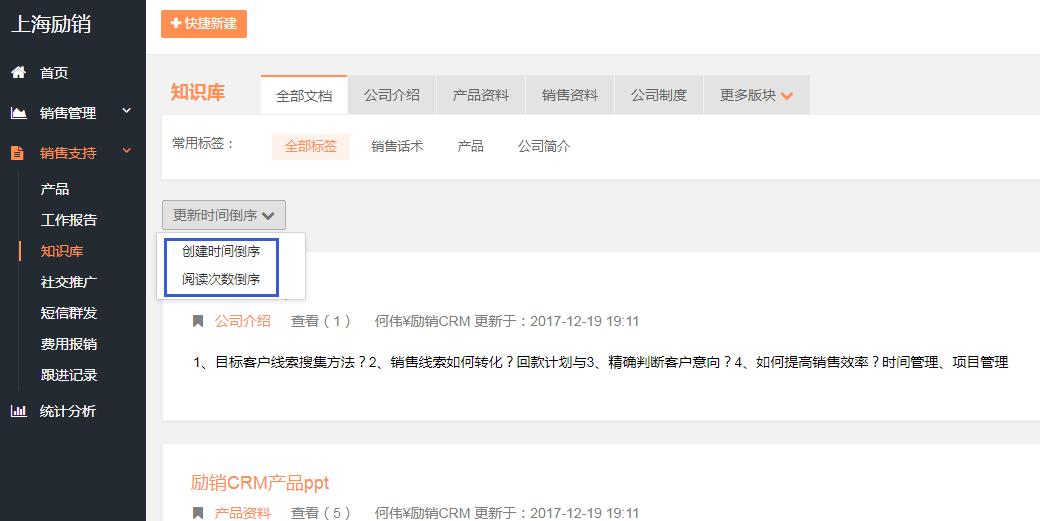 上海励销
快捷新建
首页
销售管理
销售支持
产品
工作报告
知识库
社交推广
短信群发
费用报销
跟进记录
统计分析
知识库
全部文档 公司介绍 产品资料 销售资料 公司制度 更多版块
常用标签： 全部标签 销售话术 产品 公司简介
更新时间倒序
创建时间倒序
阅读次数倒序
公司介绍 查看（1） 何伟¥励销CRM 更新于：2017-12-19 19:11
1、目标客户线索搜集方法？2、销售线索如何转化？回款计划与3、精确判断客户意向？4、如何提高销售效率？时间管理、项目管理
励销CRM产品ppt
产品资料 查看（5） 何伟¥励销CRM 更新于：2017-12-19 19:11